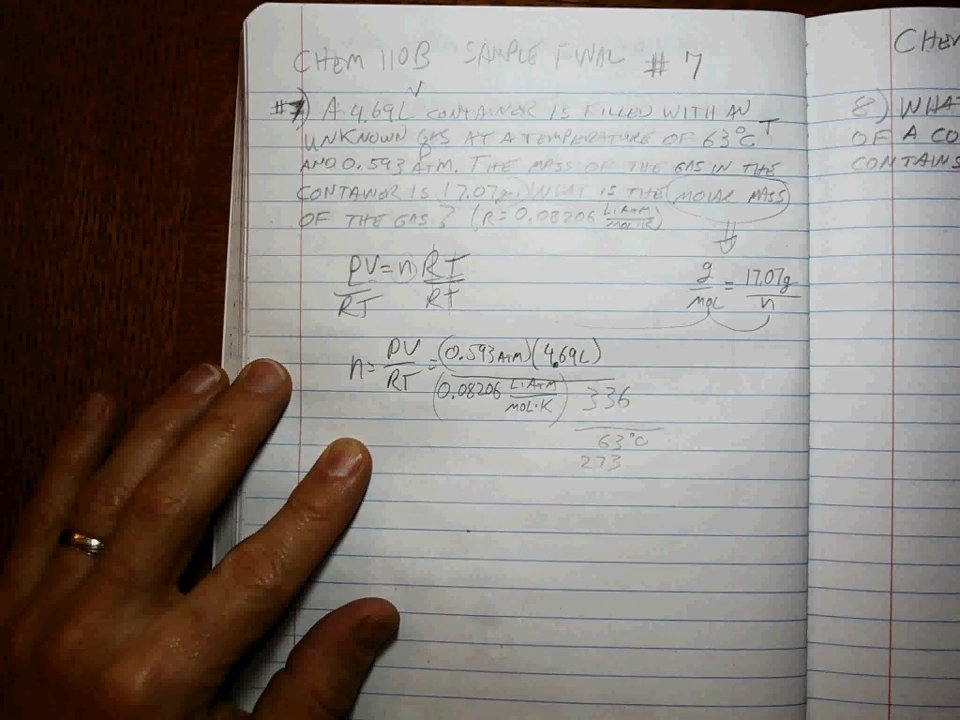 CHEM 110B SAMPLE FINAL # 7
CHEM
V
#7) A 4.69L CONTAINER IS FILLED WITH AN
UNKNOWN GAS AT A TEMPERATURE OF 63°C T
P
AND 0.593 ATM. THE MASS OF THE GAS IN THE
CONTAINER IS 17.07g. WHAT IS THE (MOLAR MASS)
OF THE GAS? (R = 0.08206 L·ATM/MOL·K)
8) WHAT
OF A CO
CONTAINS
PV = nRT
RT RT
g/MOL = 17.07g/n
n = PV/RT = (0.593 ATM)(4.69L)
(0.08206 L·ATM/MOL·K) 336
63°C
273